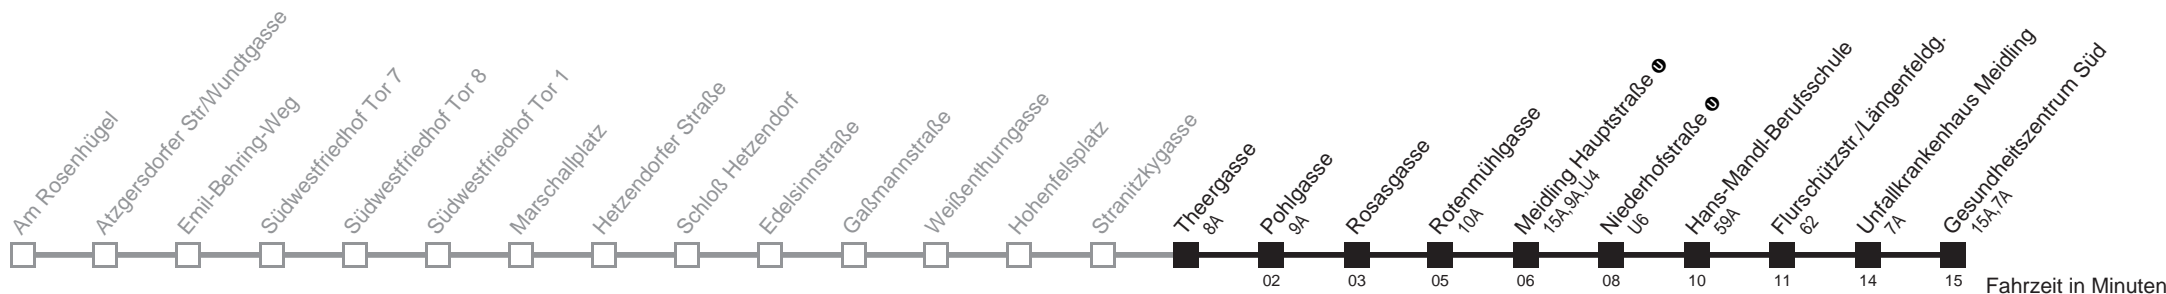 Am Rosenhügel
Atzgersdorfer Str/Wundtgasse
Emil-Behring-Weg
Südwestfriedhof Tor 7
Südwestfriedhof Tor 8
Südwestfriedhof Tor 1
Marschallplatz
Hetzendorfer Straße
Schloß Hetzendorf
Edelsinnstraße
Gaßmannstraße
Weißenthurngasse
Hohenfelsplatz
Stranitzkygasse
Theergasse
8A
Pohlgasse
9A
Rosasgasse
Rotenmühlgasse
10A
Meidling Hauptstraße U
15A,9A,U4
Niederhofstraße U
U6
Hans-Mandl-Berufsschule
59A
Flurschützstr./Längenfeldg.
62
Unfallkrankenhaus Meidling
7A
Gesundheitszentrum Süd
15A,7A
02 03 05 06 08 10 11 14 15 Fahrzeit in Minuten